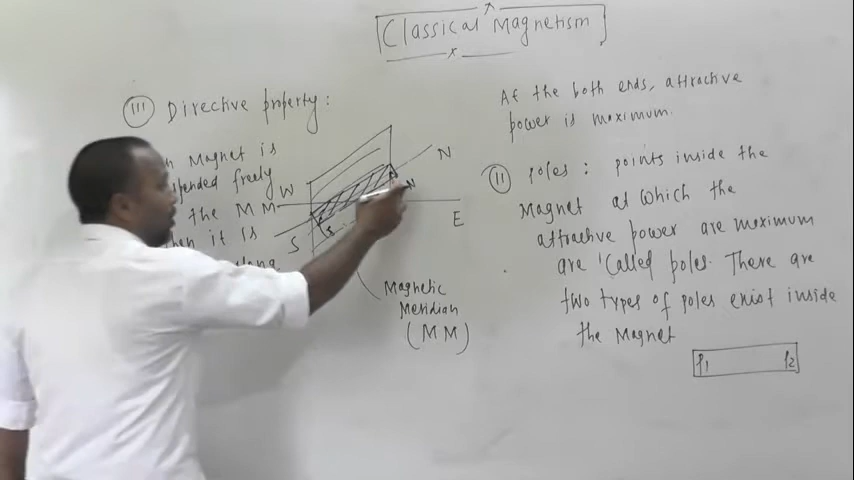 Classical Magnetism
III Directive property:
Magnet is
freely
the MM
it is
along
W
N
N
S
S
E
Magnetic
Meridian
(MM)
At the both ends, attractive
power is maximum.
II poles : points inside the
Magnet at which the
attractive power are maximum
are called poles. There are
two types of poles exist inside
the Magnet
P1 P2